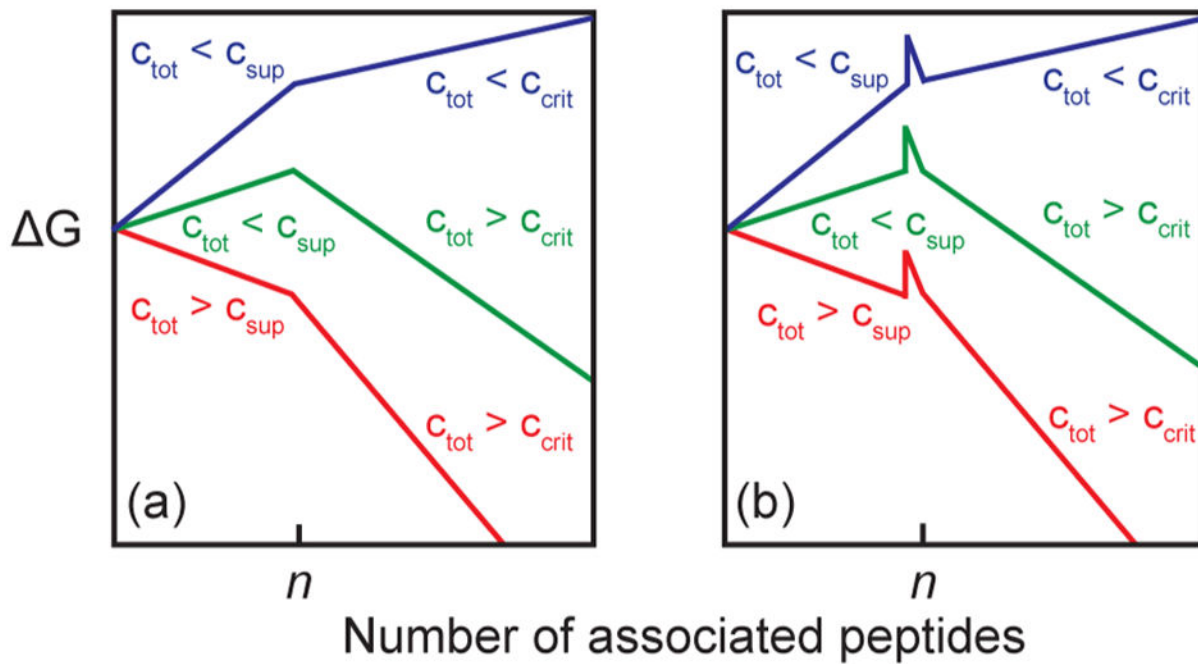 c_tot < c_sup
c_tot < c_crit
ΔG
c_tot < c_sup
c_tot > c_crit
c_tot > c_sup
c_tot > c_crit
(a)
n
c_tot < c_sup
c_tot < c_crit
c_tot < c_sup
c_tot > c_crit
c_tot > c_sup
c_tot > c_crit
(b)
n
Number of associated peptides